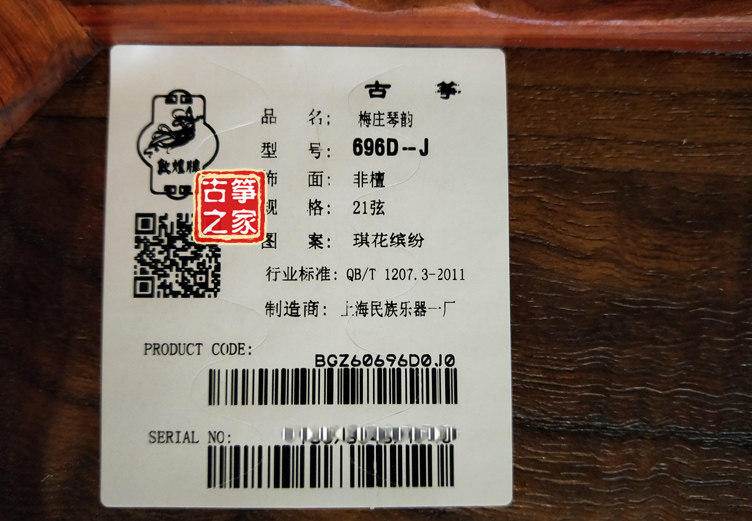 古 筝
品 名: 梅庄琴韵
型 号: 696D--J
饰 面: 非檀
规 格: 21弦
图 案: 琪花缤纷
行业标准: QB/T 1207.3-2011
制造商: 上海民族乐器一厂
敦煌牌
古筝
之家
PRODUCT CODE:
BGZ60696D0J0
SERIAL NO: